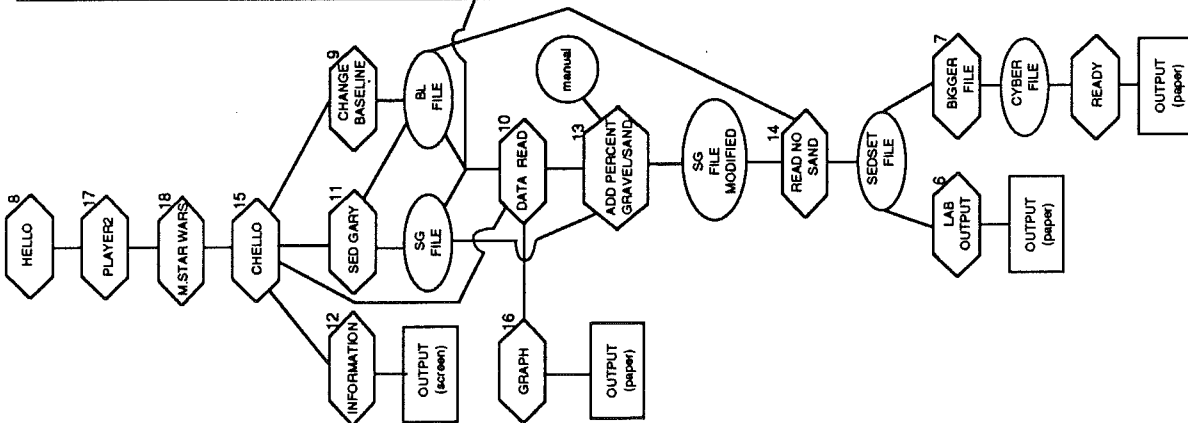 8
HELLO
17
PLAYER2
18
M.STAR WARS
15
CHELLO
12
INFORMATION
OUTPUT
(screen)
11
SED GARY
SG
FILE
9
CHANGE
BASELINE
BL
FILE
10
DATA READ
16
GRAPH
OUTPUT
(paper)
manual
13
ADD PERCENT
GRAVEL/SAND
SG
FILE
MODIFIED
14
READ NO
SAND
SEDSET
FILE
6
LAB
OUTPUT
OUTPUT
(paper)
7
BIGGER
FILE
CYBER
FILE
READY
OUTPUT
(paper)